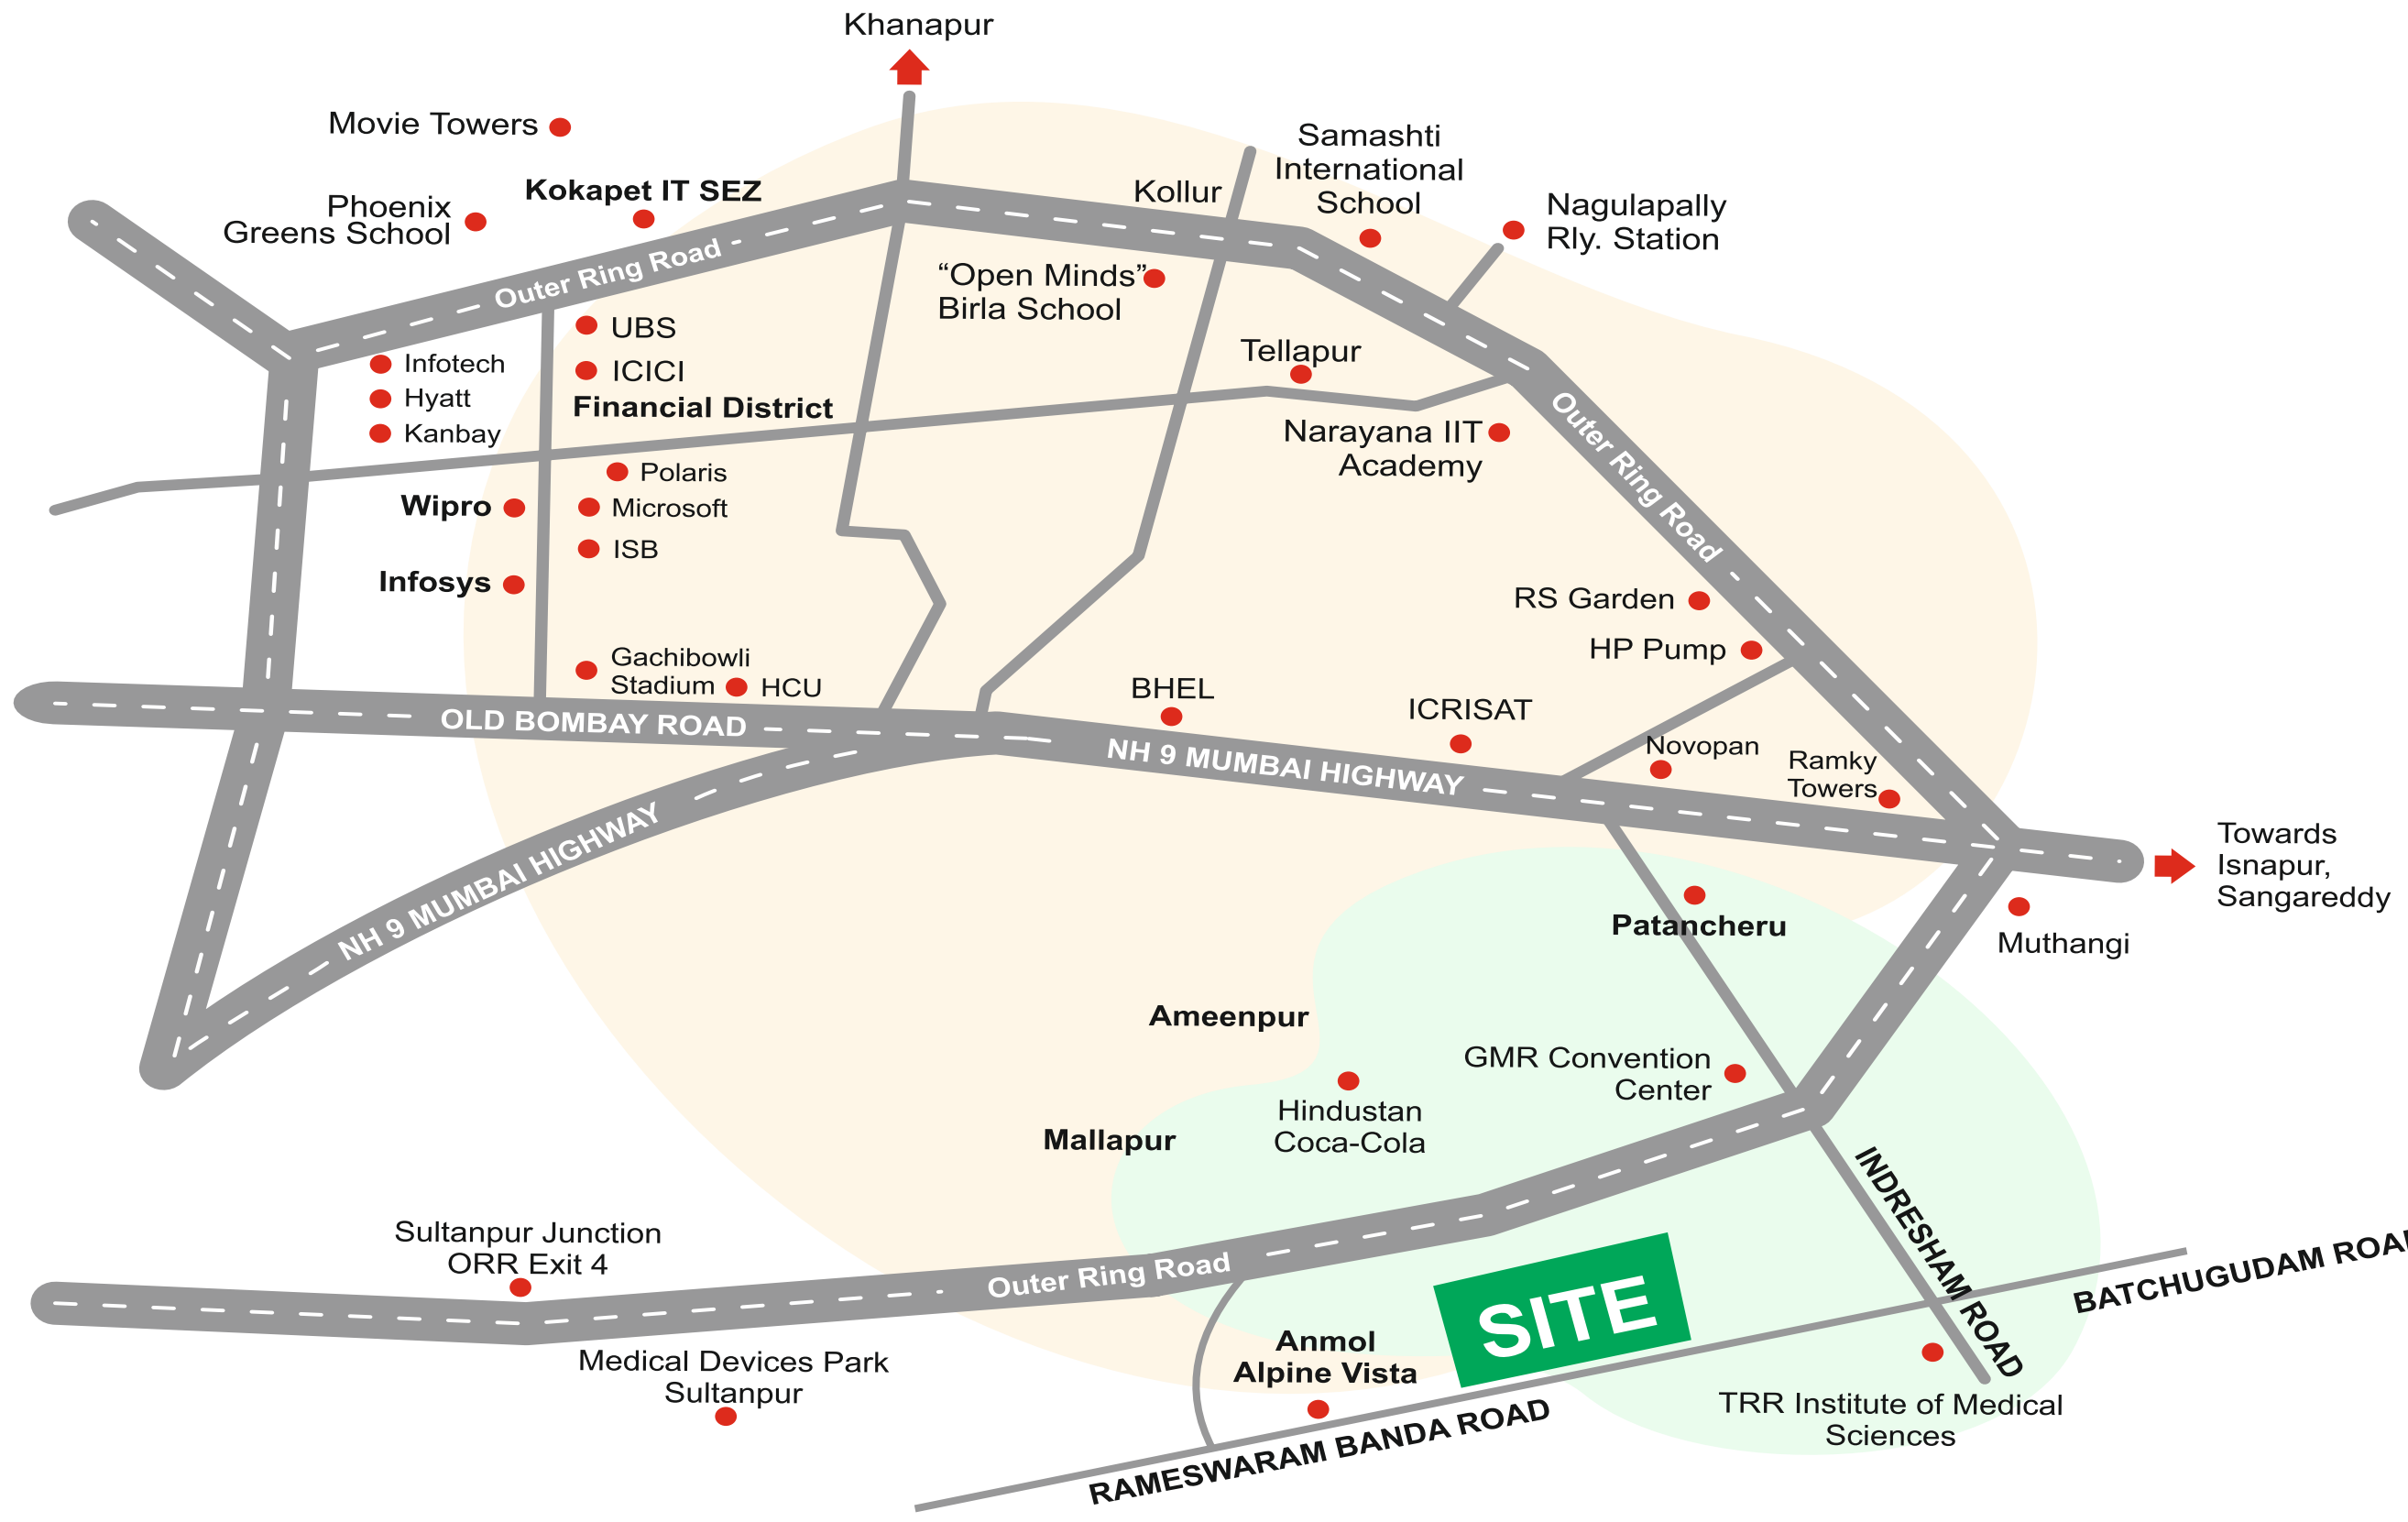 Khanapur
Movie Towers
Samashti
International
School
Kokapet IT SEZ
Kollur
Phoenix
Greens School
Nagulapally
Rly. Station
Outer Ring Road
“Open Minds”
Birla School
UBS
Infotech
ICICI
Tellapur
Hyatt
Financial District
Kanbay
Narayana IIT
Academy
Outer Ring Road
Polaris
Wipro
Microsoft
ISB
Infosys
RS Garden
HP Pump
Gachibowli
Stadium
HCU
BHEL
ICRISAT
OLD BOMBAY ROAD
NH 9 MUMBAI HIGHWAY
Novopan
Ramky
Towers
NH 9 MUMBAI HIGHWAY
Towards
Isnapur,
Sangareddy
Patancheru
Muthangi
Ameenpur
GMR Convention
Center
Hindustan
Coca-Cola
Mallapur
INDRESHAM ROAD
Sultanpur Junction
ORR Exit 4
Outer Ring Road
BATCHUGUDAM ROA
SITE
Anmol
Alpine Vista
Medical Devices Park
Sultanpur
RAMESWARAM BANDA ROAD
TRR Institute of Medical
Sciences